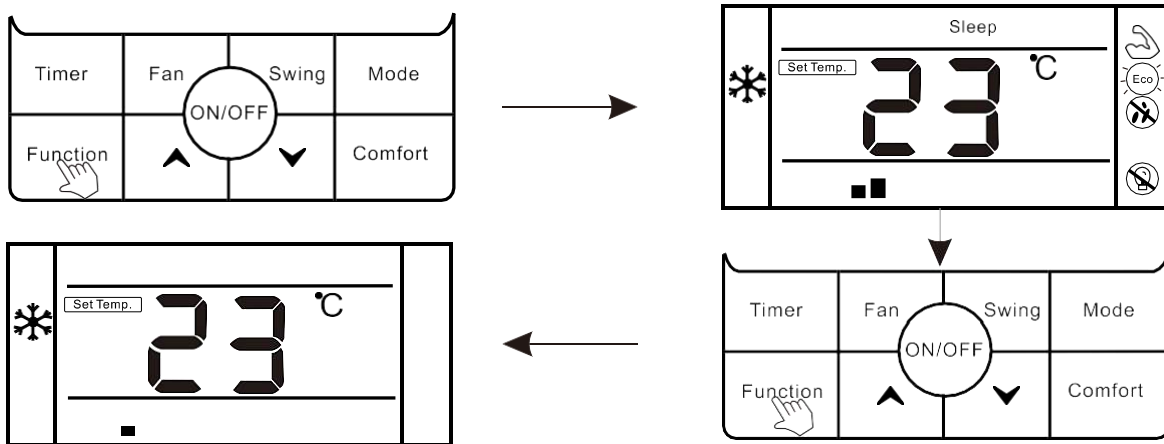 Timer Fan Swing Mode
ON/OFF
Function Comfort
Sleep
Set Temp. 23 °C
Eco
Set Temp. 23 °C
Timer Fan Swing Mode
ON/OFF
Function Comfort